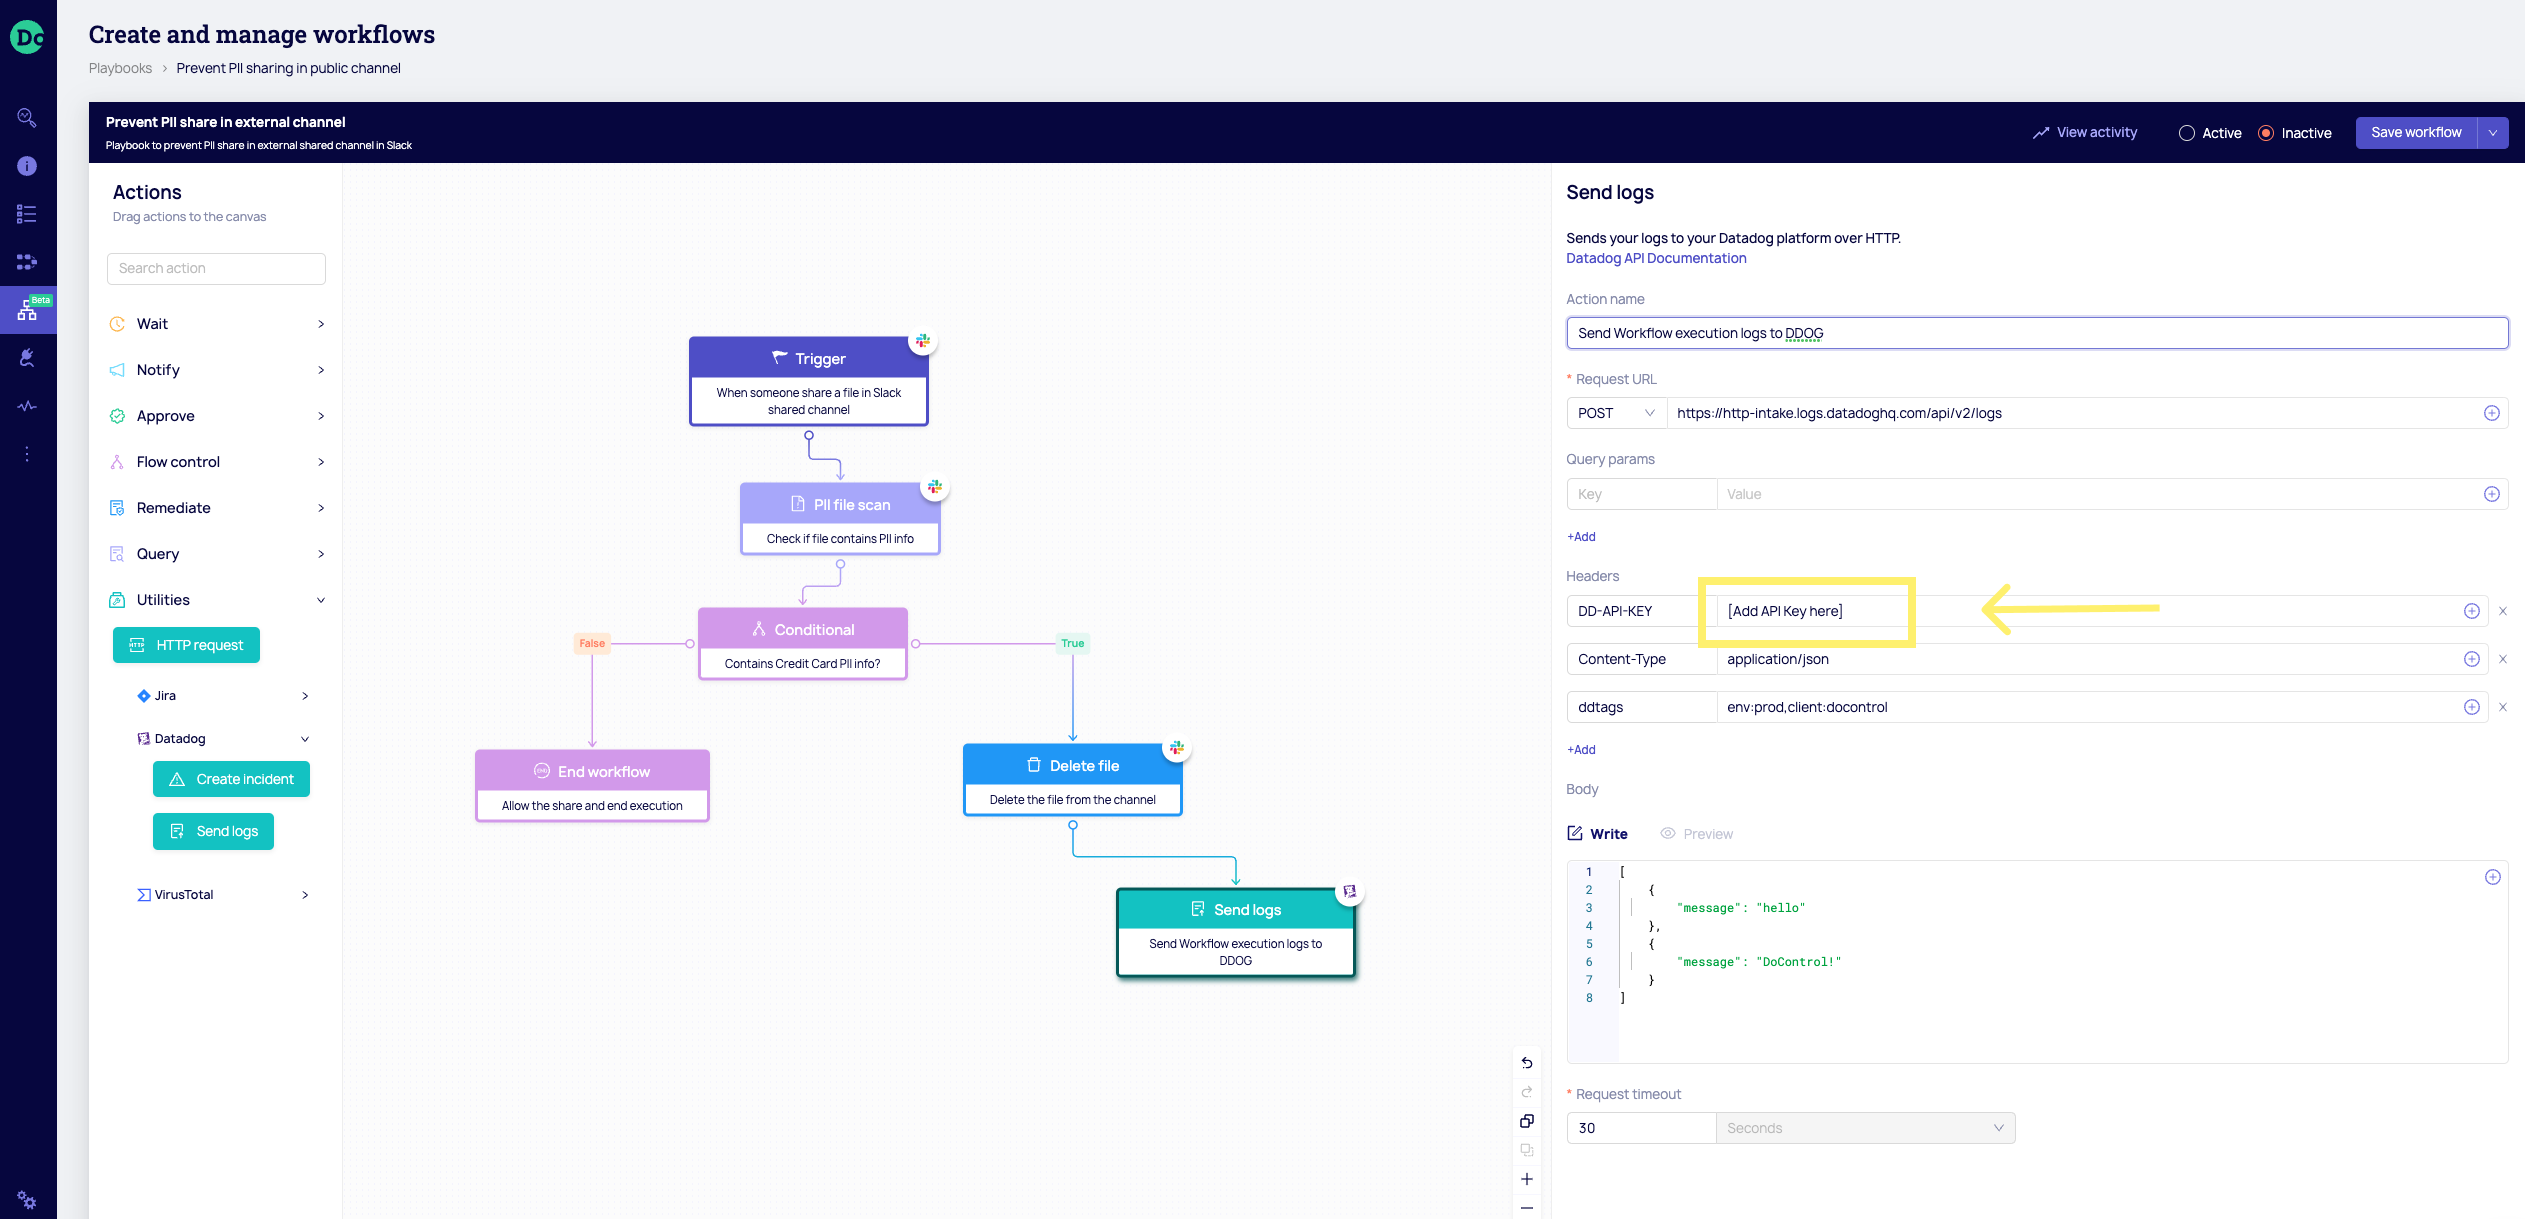 Dc
Create and manage workflows
Playbooks > Prevent PII sharing in public channel
Prevent PII share in external channel
Playbook to prevent PII share in external shared channel in Slack
View activity
Active
Inactive
Save workflow
Beta
Actions
Drag actions to the canvas
Search action
Wait
Notify
Approve
Flow control
Remediate
Query
Utilities
HTTP request
Jira
Datadog
Create incident
Send logs
VirusTotal
Trigger
When someone share a file in Slack
shared channel
PII file scan
Check if file contains PII info
Conditional
Contains Credit Card PII info?
False
True
End workflow
Allow the share and end execution
Delete file
Delete the file from the channel
Send logs
Send Workflow execution logs to
DDOG
Send logs
Sends your logs to your Datadog platform over HTTP.
Datadog API Documentation
Action name
Send Workflow execution logs to DDOG
* Request URL
POST https://http-intake.logs.datadoghq.com/api/v2/logs
Query params
Key Value
+Add
Headers
DD-API-KEY [Add API Key here]
Content-Type application/json
ddtags env:prod,client:docontrol
+Add
Body
Write Preview
1 [
2 {
3 "message": "hello"
4 },
5 {
6 "message": "DoControl!"
7 }
8 ]
* Request timeout
30 Seconds